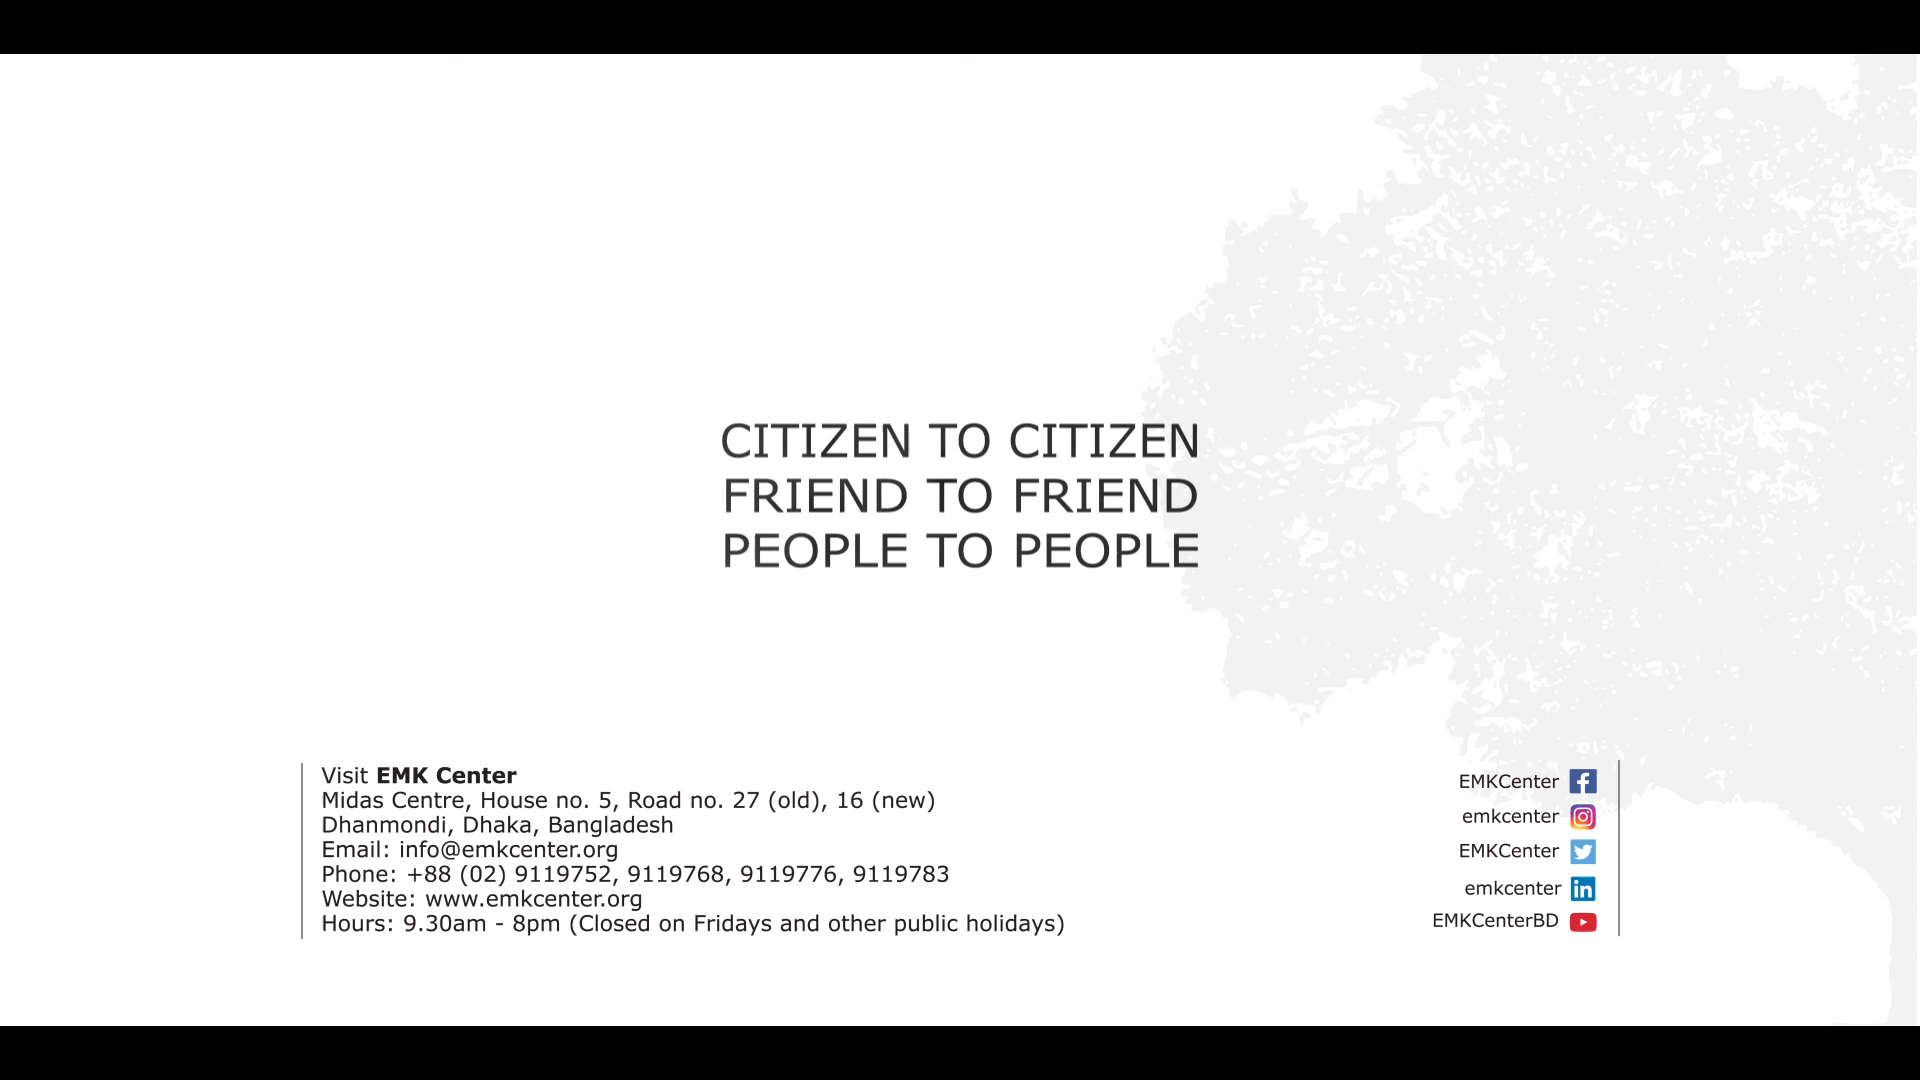 CITIZEN TO CITIZEN
FRIEND TO FRIEND
PEOPLE TO PEOPLE
Visit EMK Center
Midas Centre, House no. 5, Road no. 27 (old), 16 (new)
Dhanmondi, Dhaka, Bangladesh
Email: info@emkcenter.org
Phone: +88 (02) 9119752, 9119768, 9119776, 9119783
Website: www.emkcenter.org
Hours: 9.30am - 8pm (Closed on Fridays and other public holidays)
EMKCenter
emkcenter
EMKCenter
emkcenter
EMKCenterBD